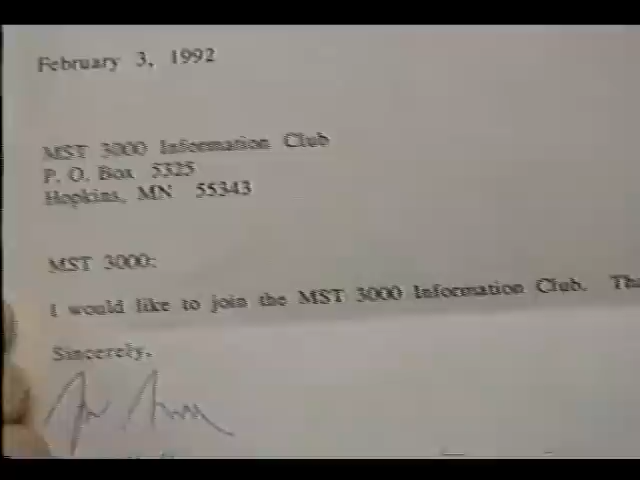 February 3, 1992
MST 3000 Information Club
P. O. Box 5325
Hopkins, MN 55343
MST 3000:
I would like to join the MST 3000 Information Club.
Sincerely,